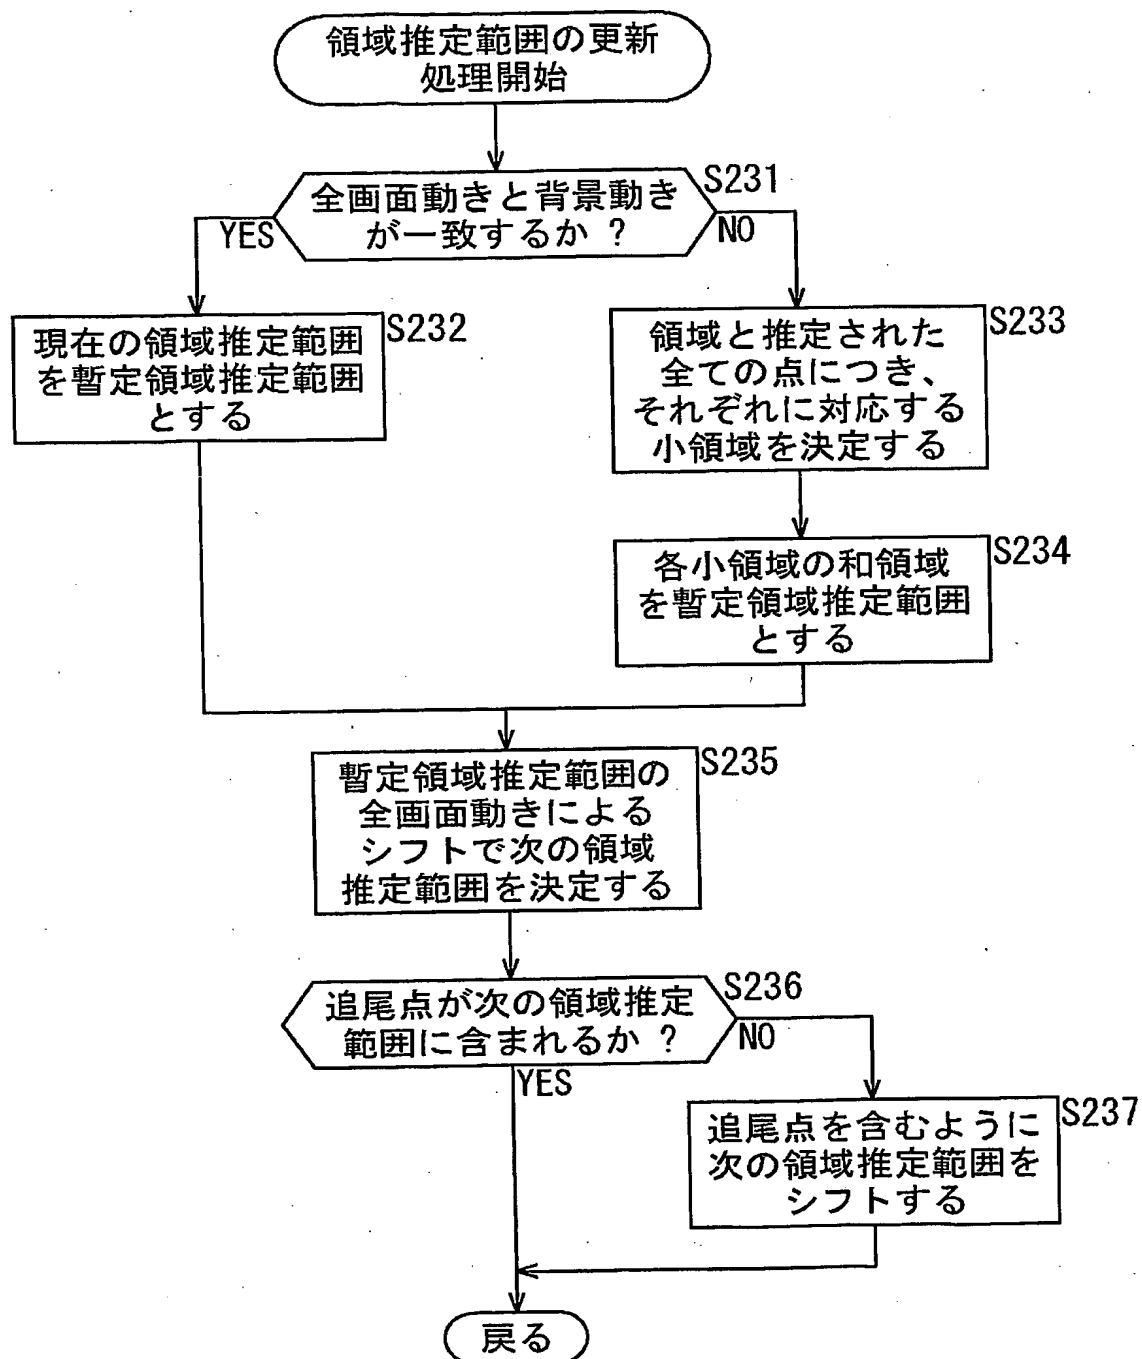 領域推定範囲の更新
処理開始
全画面動きと背景動き
が一致するか ?
S231
YES
NO
現在の領域推定範囲
を暫定領域推定範囲
とする
S232
領域と推定された
全ての点につき、
それぞれに対応する
小領域を決定する
S233
各小領域の和領域
を暫定領域推定範囲
とする
S234
暫定領域推定範囲の
全画面動きによる
シフトで次の領域
推定範囲を決定する
S235
追尾点が次の領域推定
範囲に含まれるか ?
S236
NO
YES
追尾点を含むように
次の領域推定範囲を
シフトする
S237
戻る